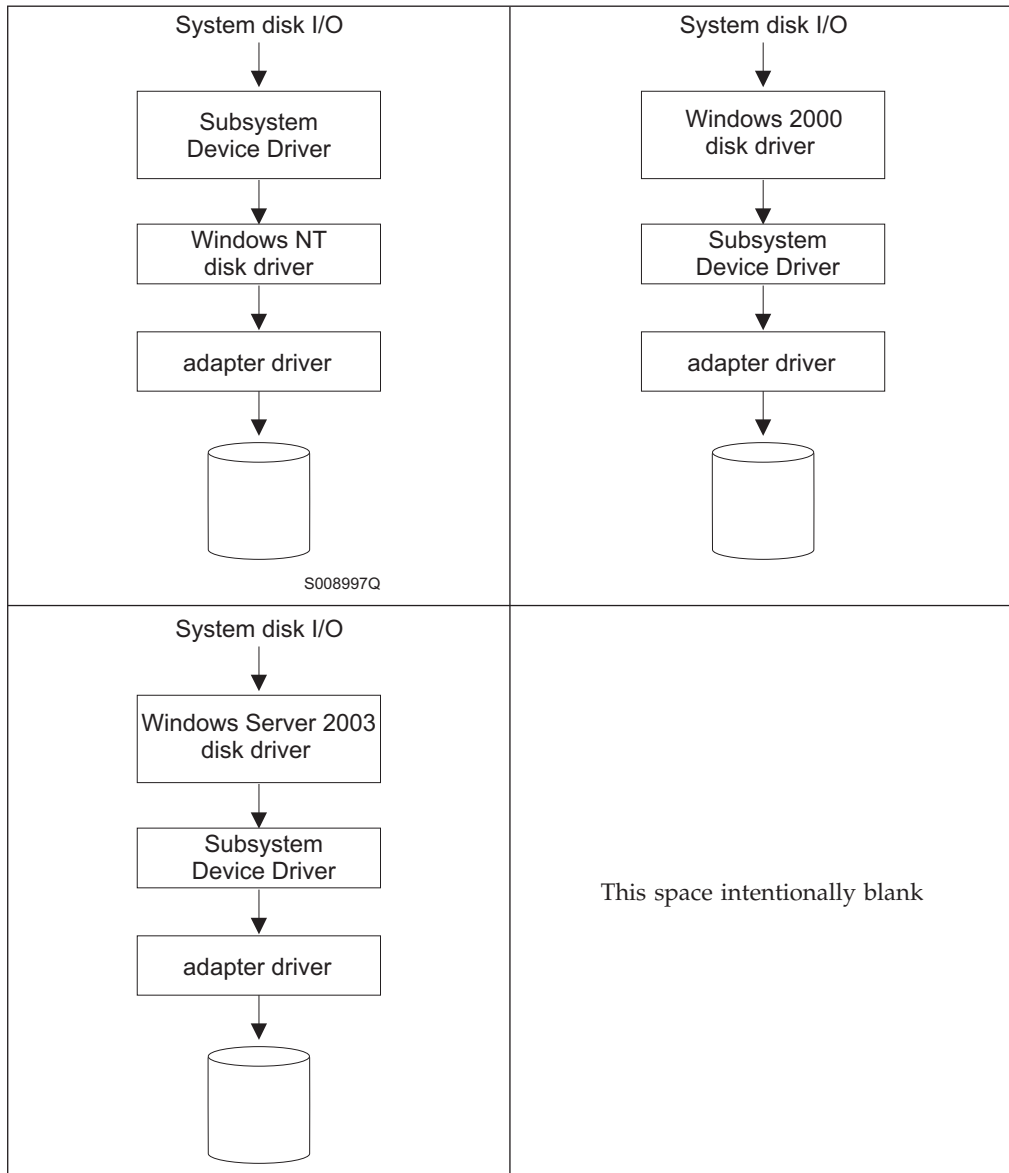 System disk I/O
Subsystem
Device Driver
Windows NT
disk driver
adapter driver
S008997Q
System disk I/O
Windows 2000
disk driver
Subsystem
Device Driver
adapter driver
System disk I/O
Windows Server 2003
disk driver
Subsystem
Device Driver
adapter driver
This space intentionally blank